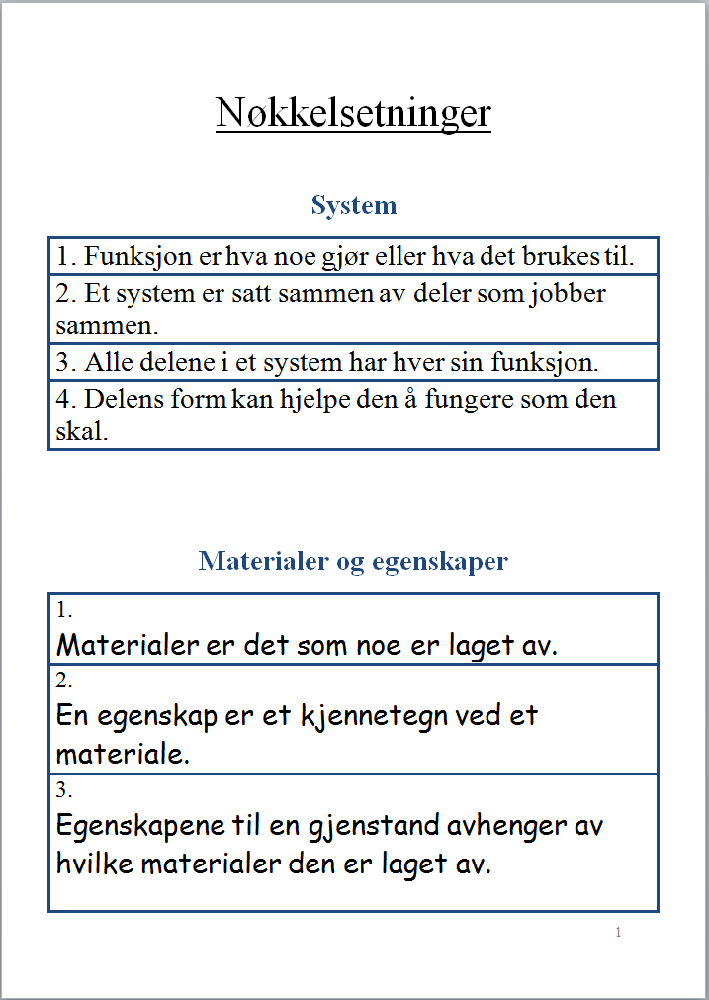 Nøkkelsetninger
System
1. Funksjon er hva noe gjør eller hva det brukes til.
2. Et system er satt sammen av deler som jobber
sammen.
3. Alle delene i et system har hver sin funksjon.
4. Delens form kan hjelpe den å fungere som den
skal.
Materialer og egenskaper
1.
Materialer er det som noe er laget av.
2.
En egenskap er et kjennetegn ved et
materiale.
3.
Egenskapene til en gjenstand avhenger av
hvilke materialer den er laget av.
1